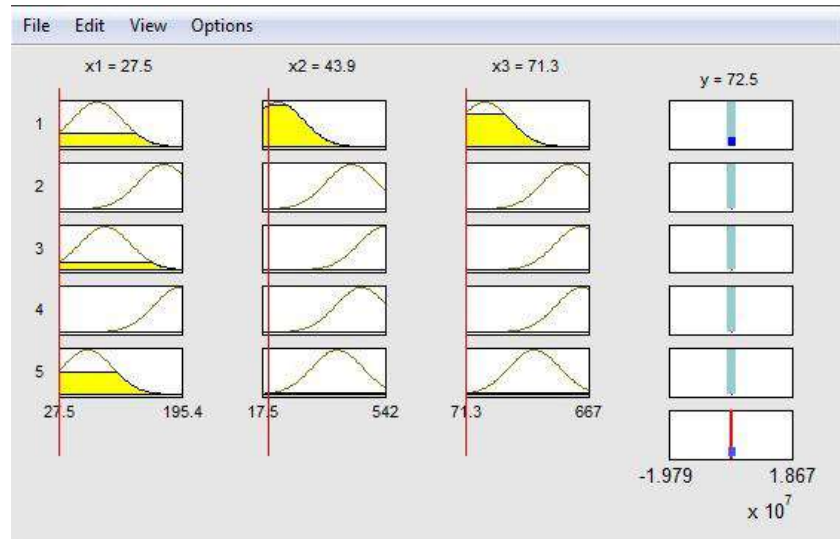 File Edit View Options
x1 = 27.5 x2 = 43.9 x3 = 71.3 y = 72.5
1
2
3
4
5
27.5 195.4 17.5 542 71.3 667
-1.979 1.867
x 10^7